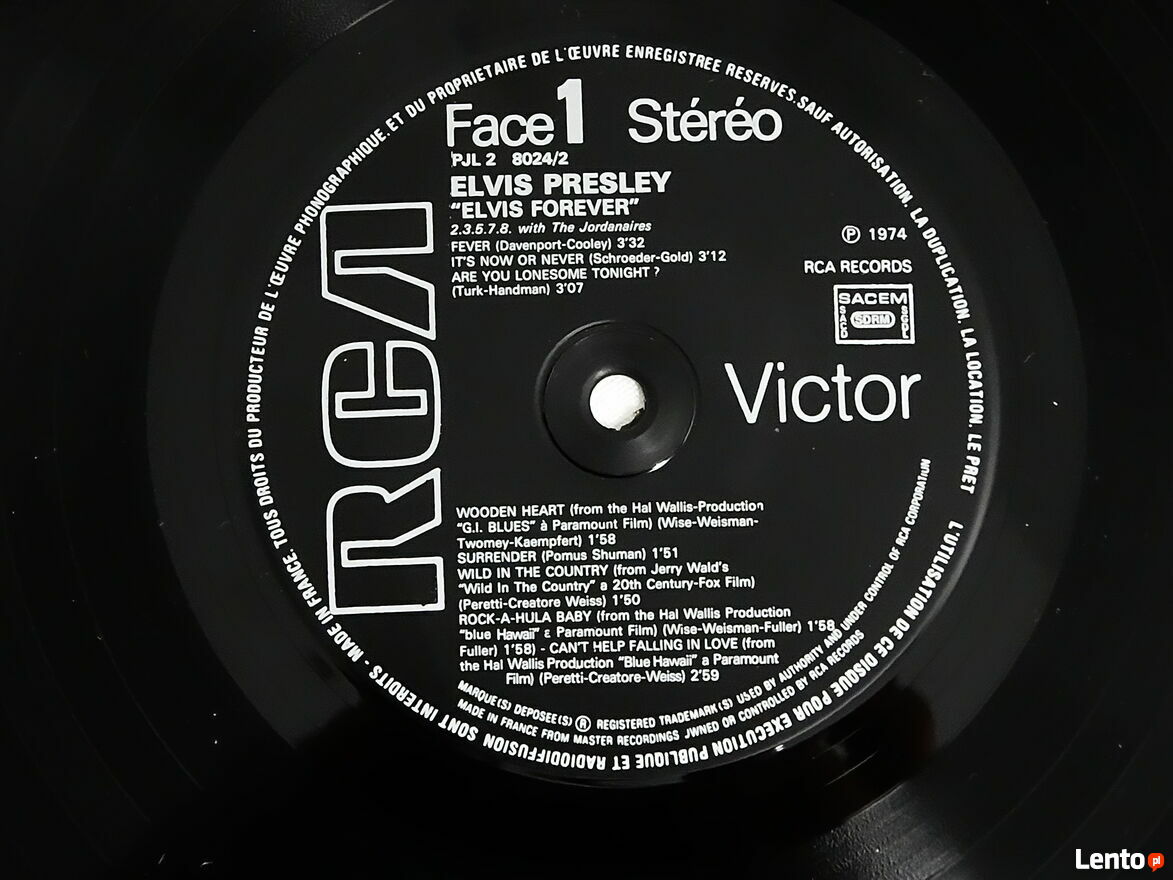 TOUS DROITS DU PRODUCTEUR DE L'ŒUVRE PHONOGRAPHIQUE.ET DU PROPRIETAIRE DE L'ŒUVRE ENREGISTREE RESERVES.SAUF AUTORISATION. LA DUPLICATION. LA LOCATION. LE PRET
L'UTILISATION DE CE DISQUE POUR EXECUTION PUBLIQUE ET RADIODIFFUSION SONT INTERDITS - MADE IN FRANCE.
Face 1 Stéréo
PJL 2 8024/2
ELVIS PRESLEY
"ELVIS FOREVER"
2.3.5.7.8. with The Jordanaires
FEVER (Davenport-Cooley) 3'32
IT'S NOW OR NEVER (Schroeder-Gold) 3'12
ARE YOU LONESOME TONIGHT ?
(Turk-Handman) 3'07
Ⓟ 1974
RCA RECORDS
SACEM
SACD
SDRM
SGDL
RCA
Victor
WOODEN HEART (from the Hal Wallis-Production
"G.I. BLUES" à Paramount Film) (Wise-Weisman-
Twomey-Kaempfert) 1'58
SURRENDER (Pomus Shuman) 1'51
WILD IN THE COUNTRY (from Jerry Wald's
"Wild In The Country" a 20th Century-Fox Film)
(Peretti-Creatore Weiss) 1'50
ROCK-A-HULA BABY (from the Hal Wallis Production
"blue Hawaii" ε Paramount Film) (Wise-Weisman-Fuller) 1'58
Fuller) 1'58) - CAN'T HELP FALLING IN LOVE (from
the Hal Wallis Production "Blue Hawaii" a Paramount
Film) (Peretti-Creatore-Weiss) 2'59
MARQUE(S) DEPOSEE(S) ® REGISTERED TRADEMARK(S) USED BY AUTHORITY AND UNDER CONTROL OF RCA CORPORATION
MADE IN FRANCE FROM MASTER RECORDINGS JWNED OR CONTROLLED BY RCA RECORDS
Lento pl